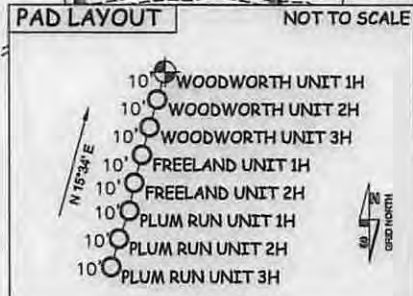 PAD LAYOUT NOT TO SCALE
10' WOODWORTH UNIT 1H
10' WOODWORTH UNIT 2H
10' WOODWORTH UNIT 3H
10' FREELAND UNIT 1H
10' FREELAND UNIT 2H
10' PLUM RUN UNIT 1H
10' PLUM RUN UNIT 2H
10' PLUM RUN UNIT 3H
N 15°34' E
N
S
GRID NORTH